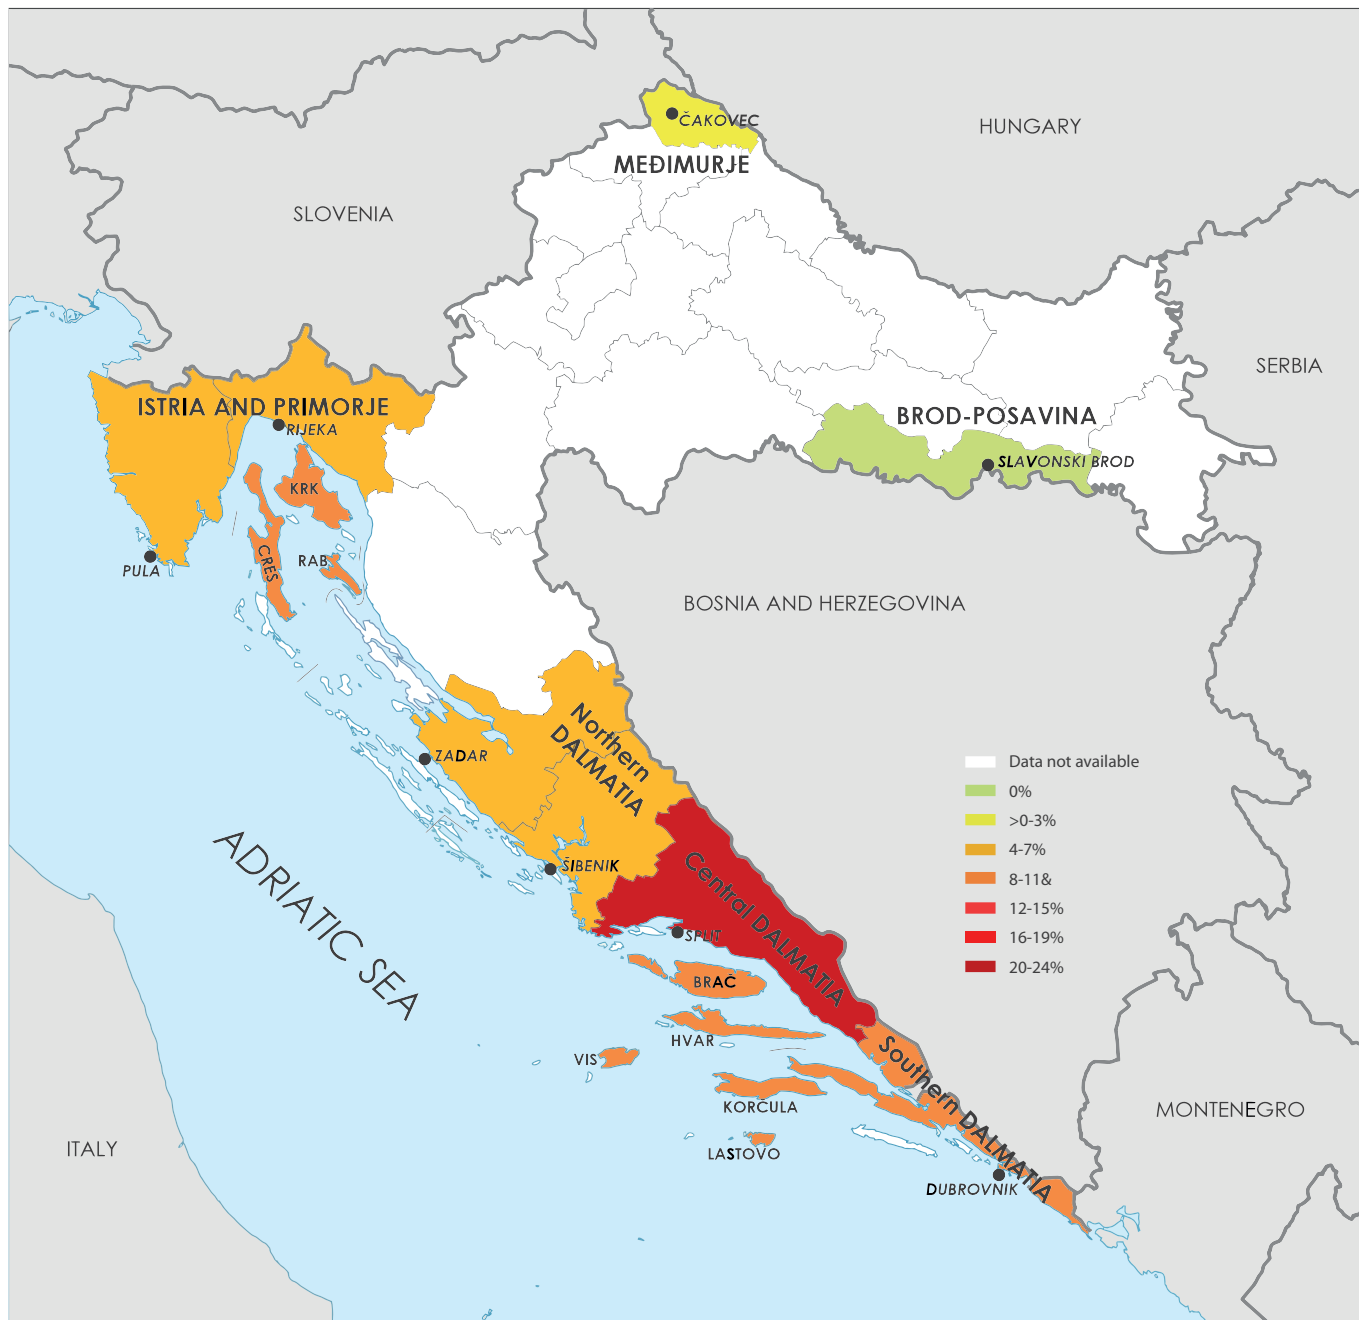 HUNGARY
ČAKOVEC
MEĐIMURJE
SLOVENIA
SERBIA
ISTRIA AND PRIMORJE
RIJEKA
BROD-POSAVINA
SLAVONSKI BROD
KRK
CRES
RAB
PULA
BOSNIA AND HERZEGOVINA
Northern
DALMATIA
ZADAR
ŠIBENIK
ADRIATIC SEA
Central DALMATIA
SPLIT
BRAČ
HVAR
VIS
KORČULA
LASTOVO
Southern DALMATIA
DUBROVNIK
ITALY
MONTENEGRO
Data not available
0%
>0-3%
4-7%
8-11&
12-15%
16-19%
20-24%